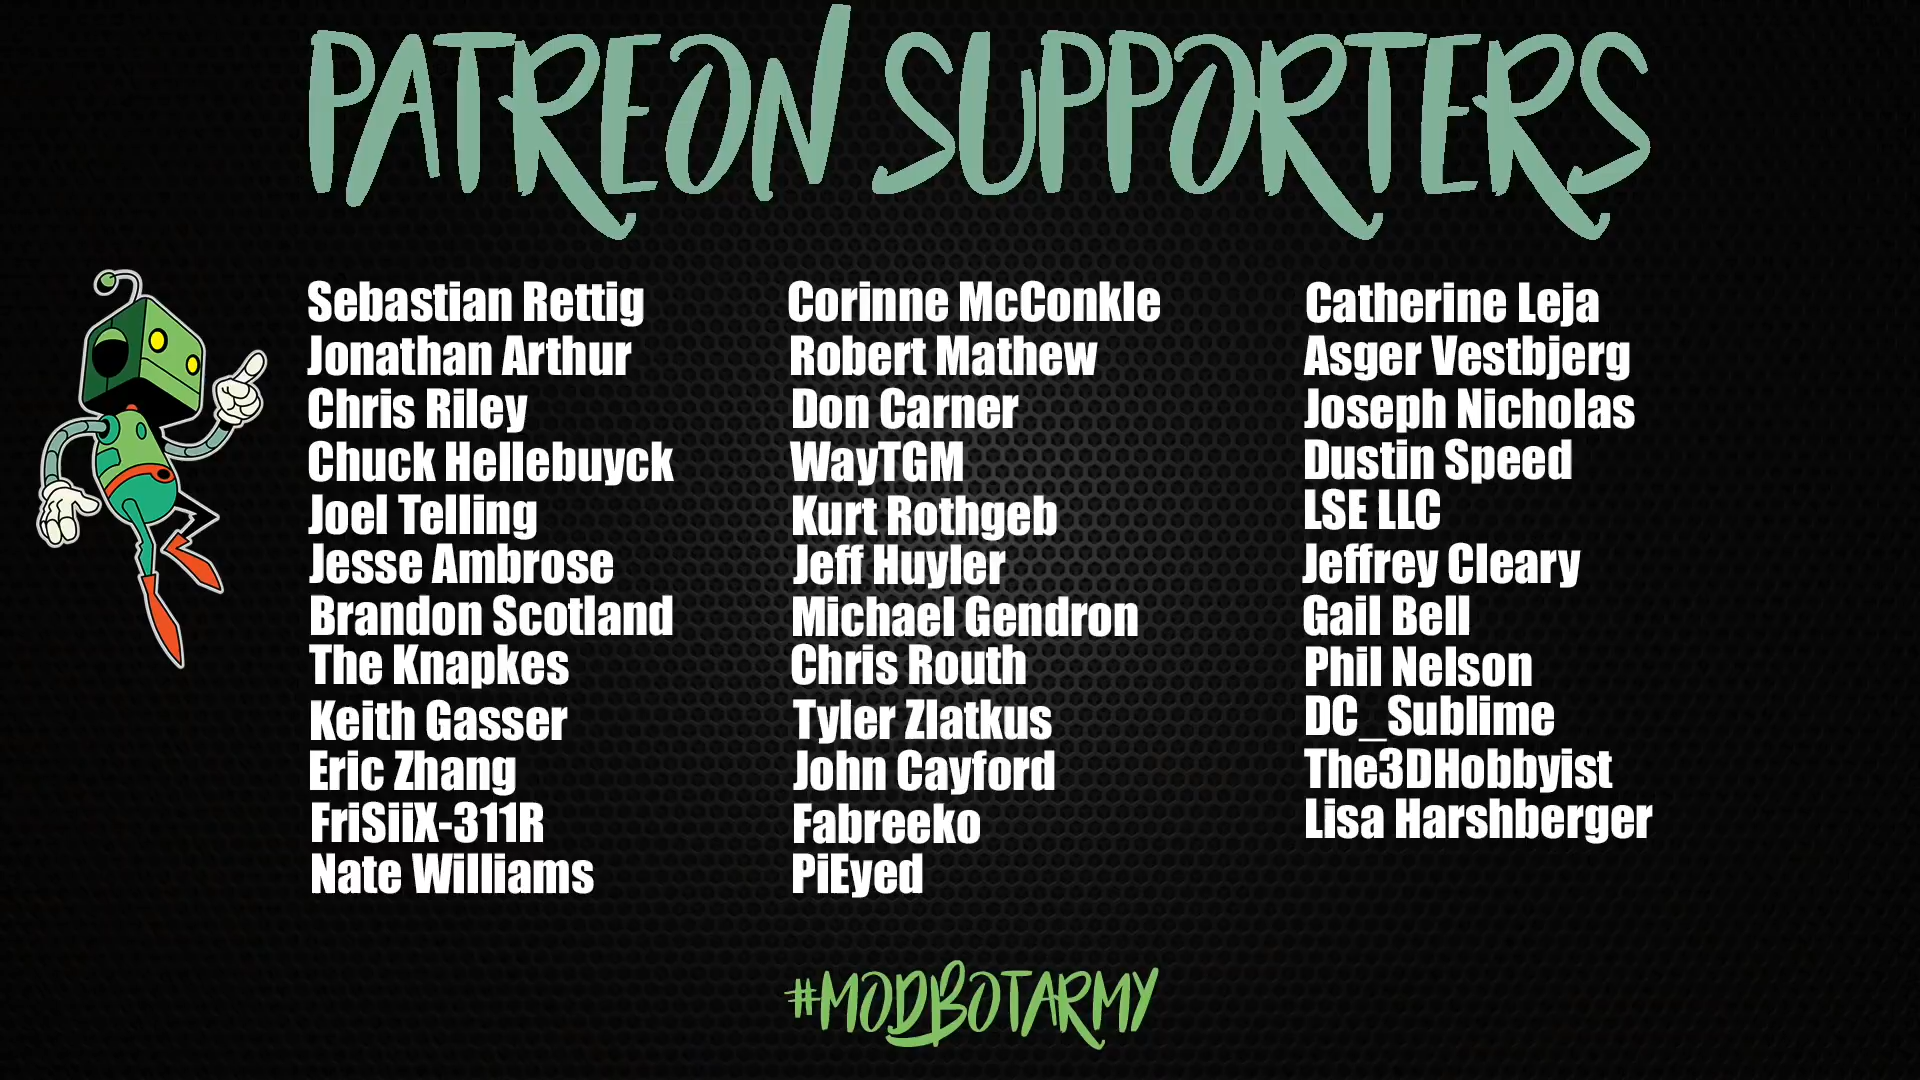 PATREON SUPPORTERS
Sebastian Rettig
Jonathan Arthur
Chris Riley
Chuck Hellebuyck
Joel Telling
Jesse Ambrose
Brandon Scotland
The Knapkes
Keith Gasser
Eric Zhang
FriSiiX-311R
Nate Williams
Corinne McConkle
Robert Mathew
Don Carner
WayTGM
Kurt Rothgeb
Jeff Huyler
Michael Gendron
Chris Routh
Tyler Zlatkus
John Cayford
Fabreeko
PiEyed
Catherine Leja
Asger Vestbjerg
Joseph Nicholas
Dustin Speed
LSE LLC
Jeffrey Cleary
Gail Bell
Phil Nelson
DC_Sublime
The3DHobbyist
Lisa Harshberger
#MODBOTARMY